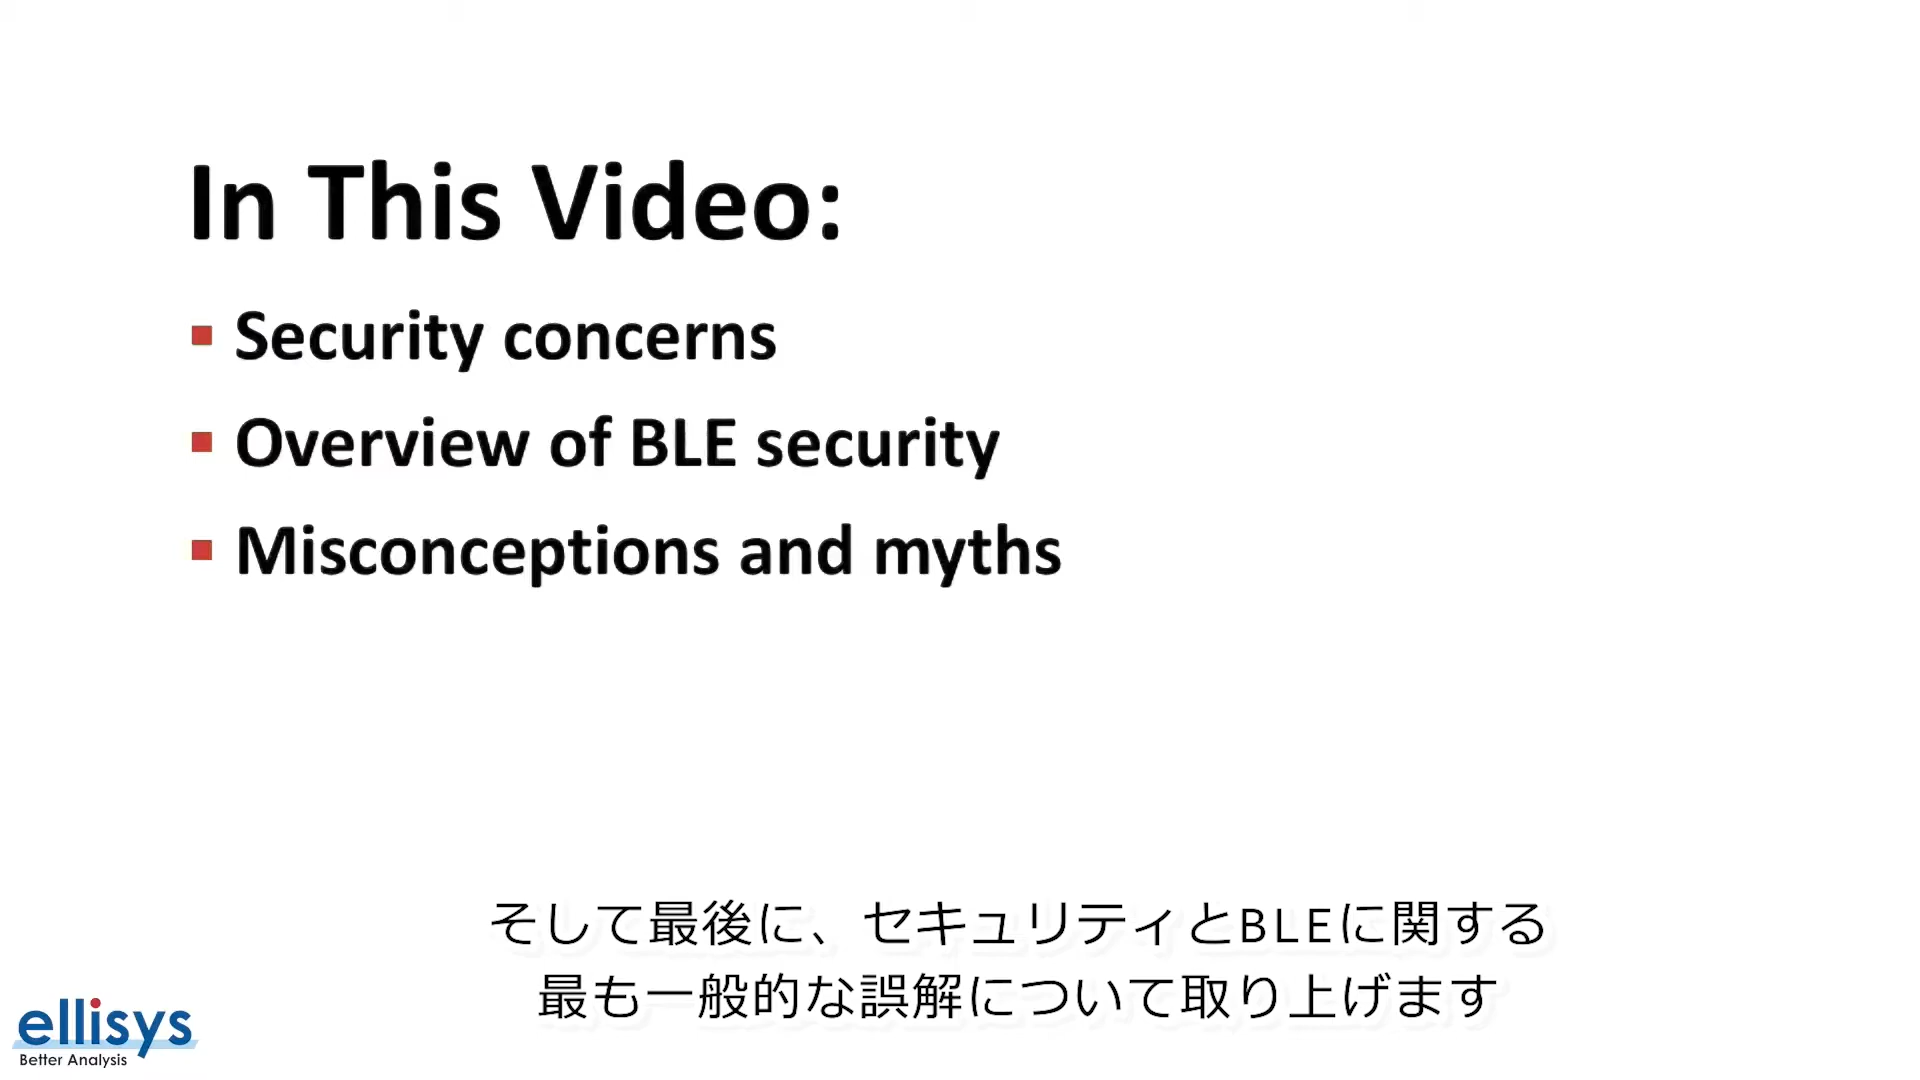 In This Video:
Security concerns
Overview of BLE security
Misconceptions and myths
そして最後に、セキュリティとBLEに関する
最も一般的な誤解について取り上げます
ellisys
Better Analysis